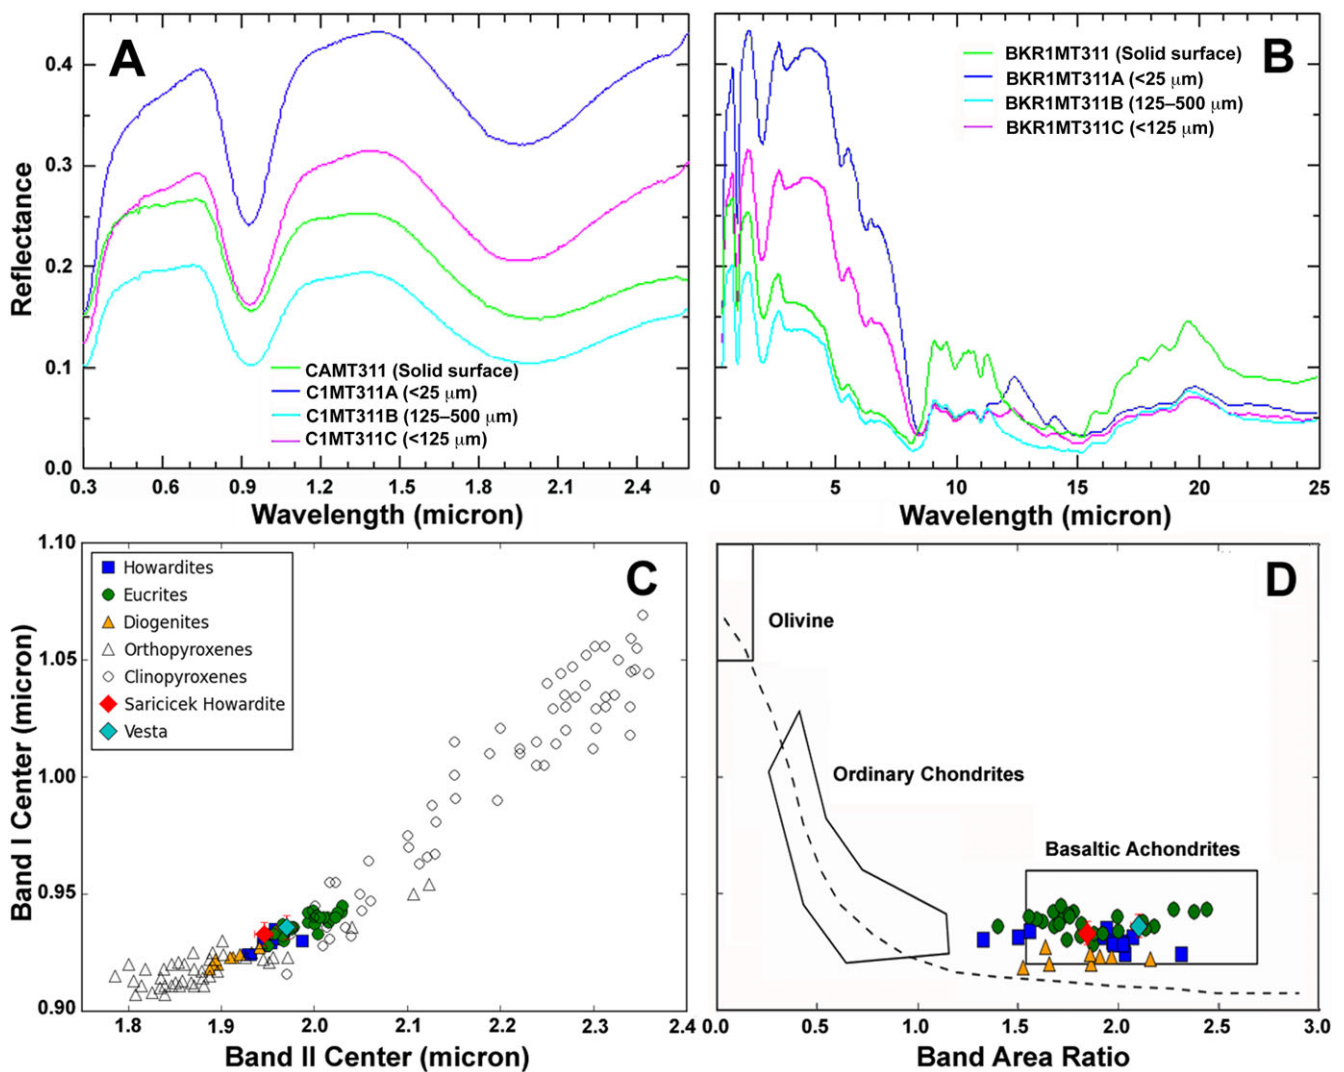 A
0.4
0.3
0.2
0.1
0.0
Reflectance
CAMT311 (Solid surface)
C1MT311A (<25 μm)
C1MT311B (125–500 μm)
C1MT311C (<125 μm)
0.3 0.6 0.9 1.2 1.5 1.8 2.1 2.4
Wavelength (micron)
B
BKR1MT311 (Solid surface)
BKR1MT311A (<25 μm)
BKR1MT311B (125–500 μm)
BKR1MT311C (<125 μm)
0 5 10 15 20 25
Wavelength (micron)
C
1.10
1.05
1.00
0.95
0.90
Band I Center (micron)
Howardites
Eucrites
Diogenites
Orthopyroxenes
Clinopyroxenes
Saricicek Howardite
Vesta
1.8 1.9 2.0 2.1 2.2 2.3 2.4
Band II Center (micron)
D
Olivine
Ordinary Chondrites
Basaltic Achondrites
0.0 0.5 1.0 1.5 2.0 2.5 3.0
Band Area Ratio